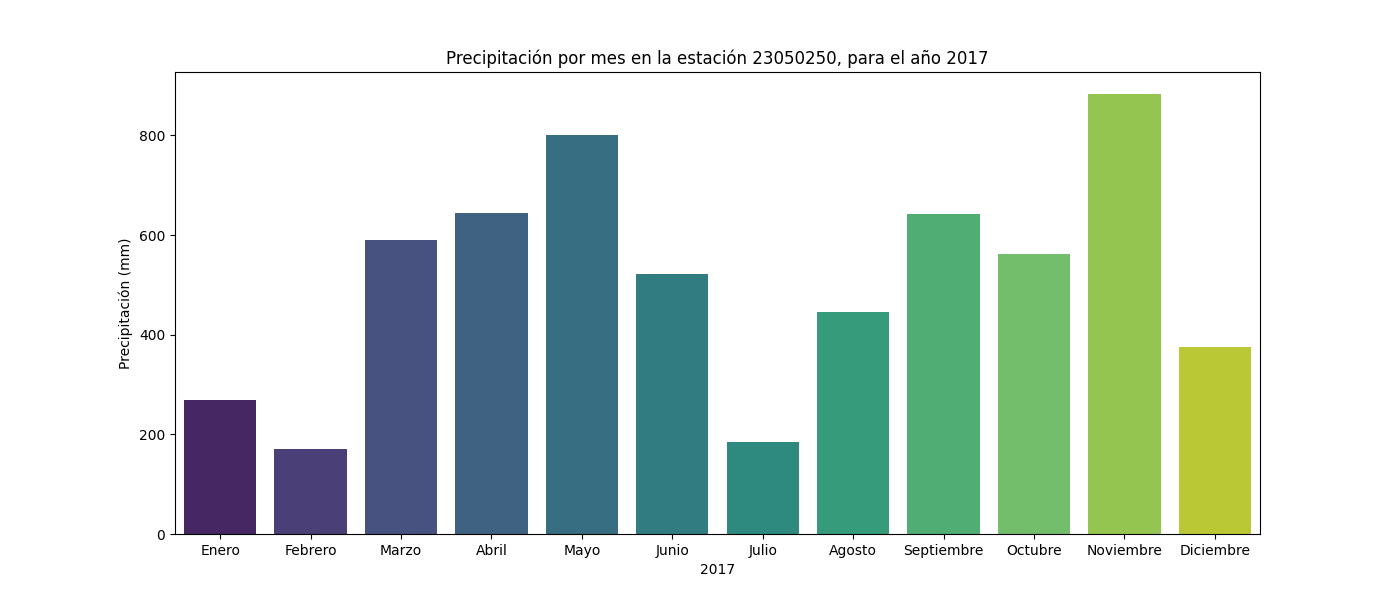 Precipitación por mes en la estación 23050250, para el año 2017
Precipitación (mm)
800
600
400
200
0
Enero Febrero Marzo Abril Mayo Junio Julio Agosto Septiembre Octubre Noviembre Diciembre
2017